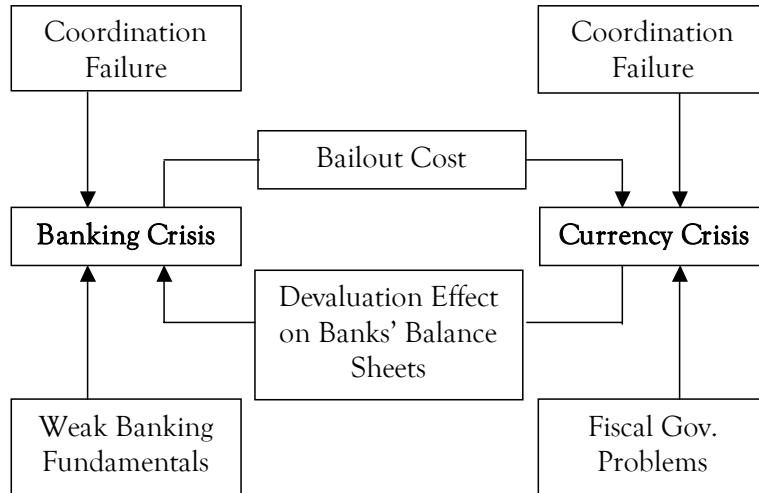 Coordination
Failure
Coordination
Failure
Bailout Cost
Banking Crisis
Currency Crisis
Devaluation Effect
on Banks’ Balance
Sheets
Weak Banking
Fundamentals
Fiscal Gov.
Problems